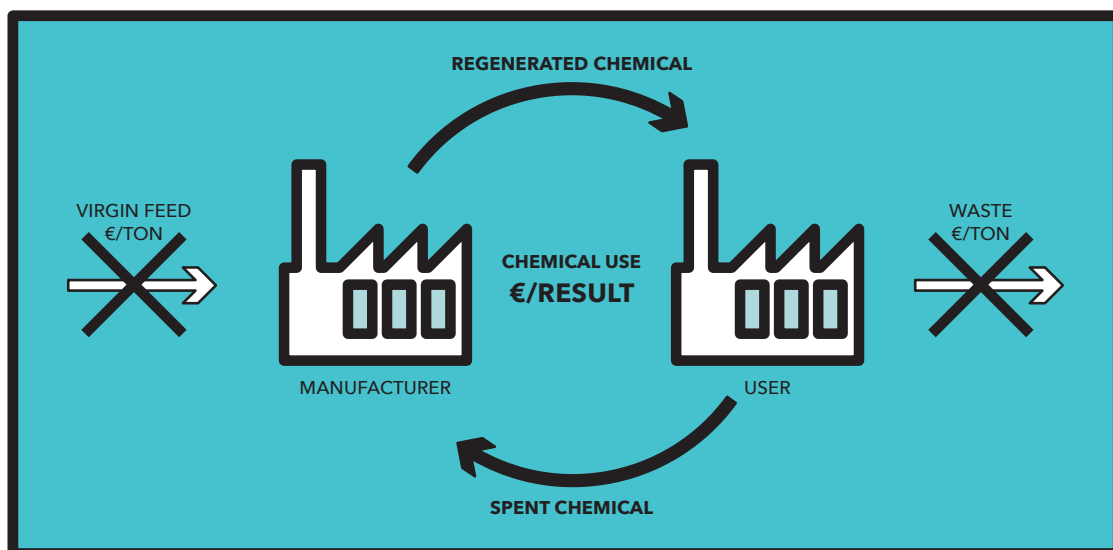 REGENERATED CHEMICAL
VIRGIN FEED
€/TON
WASTE
€/TON
CHEMICAL USE
€/RESULT
MANUFACTURER
USER
SPENT CHEMICAL